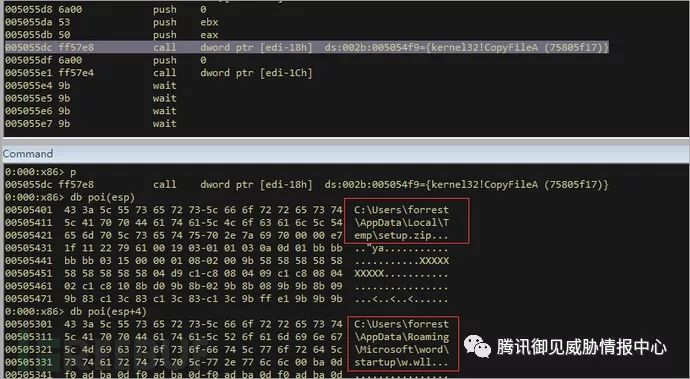 005055d8 6a00 push 0
005055da 53 push ebx
005055db 50 push eax
005055dc ff57e8 call dword ptr [edi-18h] ds:002b:005054f9={kernel32!CopyFileA (75805f17)}
005055df 6a00 push 0
005055e1 ff57e4 call dword ptr [edi-1Ch]
005055e4 9b wait
005055e5 9b wait
005055e6 9b wait
005055e7 9b wait
Command
0:000:x86> p
005055dc ff57e8 call dword ptr [edi-18h] ds:002b:005054f9={kernel32!CopyFileA (75805f17)}
0:000:x86> db poi(esp)
00505401 43 3a 5c 55 73 65 72 73-5c 66 6f 72 72 65 73 74 C:\Users\forrest
00505411 5c 41 70 70 44 61 74 61-5c 4c 6f 63 61 6c 5c 54 \AppData\Local\T
00505421 65 6d 70 5c 73 65 74 75-70 2e 7a 69 70 00 00 e7 emp\setup.zip...
00505431 1f 11 22 79 61 00 19 03-01 01 03 0a 0d 01 bb bb .."ya...........
00505441 bb bb 03 15 00 00 01 08-02 00 9b 58 58 58 58 58 ...........XXXXX
00505451 58 58 58 58 58 04 d9 c1-c8 08 04 09 c1 c8 08 04 XXXXX...........
00505461 02 c1 c8 10 8b d0 9b 8b-02 9b 8b 08 9b 9b 8b 09 ................
00505471 9b 83 c1 3c 83 c1 3c 83-c1 3c 9b ff e1 9b 9b 9b ...<..<..<......
0:000:x86> db poi(esp+4)
00505301 43 3a 5c 55 73 65 72 73-5c 66 6f 72 72 65 73 74 C:\Users\forrest
00505311 5c 41 70 70 44 61 74 61-5c 52 6f 61 6d 69 6e 67 \AppData\Roaming
00505321 5c 4d 69 63 72 6f 73 6f-66 74 5c 77 6f 72 64 5c \Microsoft\word\
00505331 73 74 61 72 74 75 70 5c-77 2e 77 6c 6c 00 ba 0d startup\w.wll...
f0 ad ba 0d f0 ad ba 0d-f0 ad ba 0d f0 ad ba 0d
腾讯御见威胁情报中心